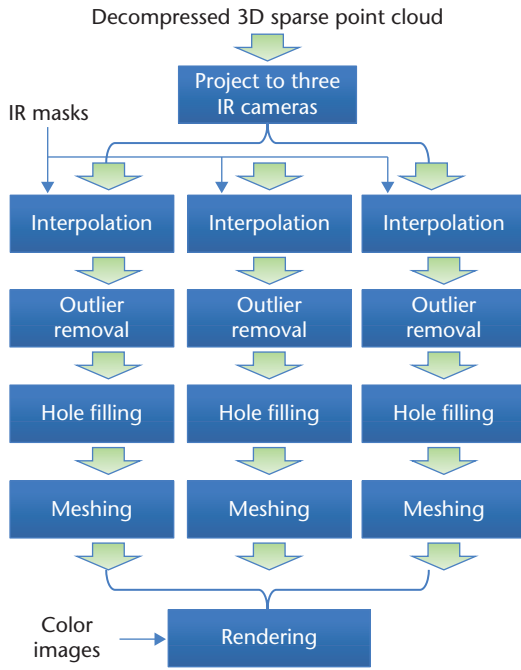 Decompressed 3D sparse point cloud
Project to three
IR cameras
IR masks
Interpolation
Interpolation
Interpolation
Outlier
removal
Outlier
removal
Outlier
removal
Hole filling
Hole filling
Hole filling
Meshing
Meshing
Meshing
Color
images
Rendering